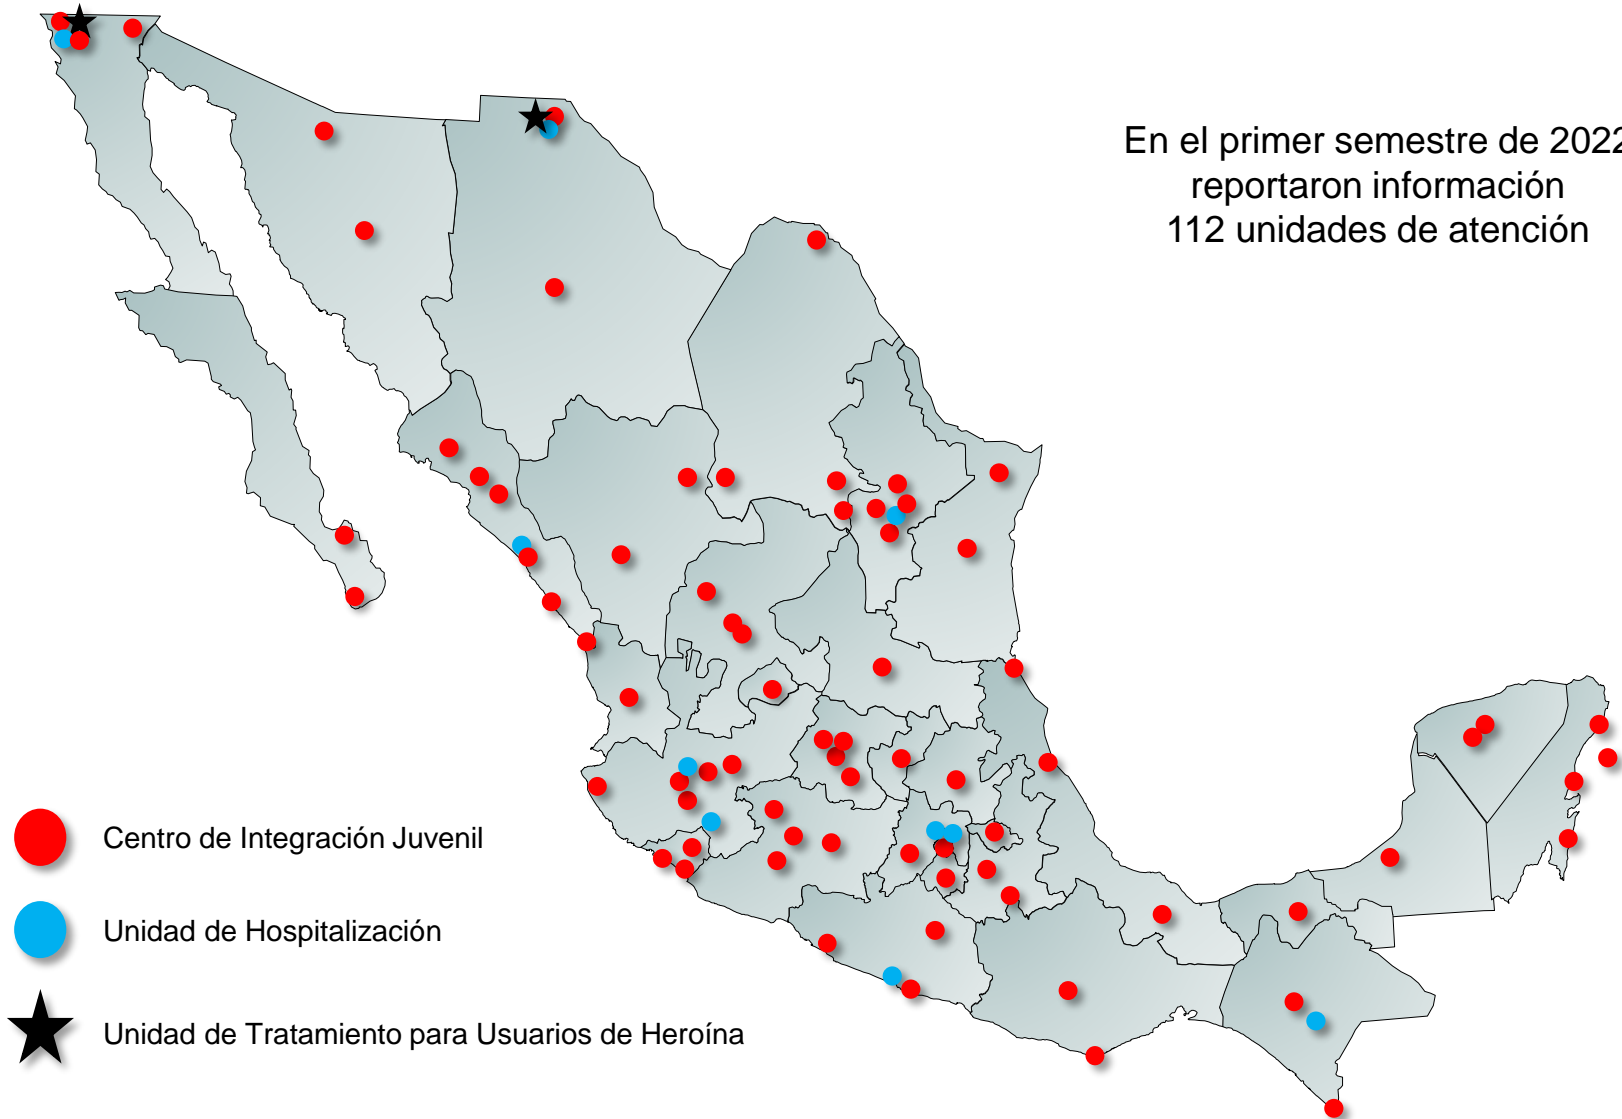 En el primer semestre de 2022
reportaron información
112 unidades de atención
Centro de Integración Juvenil
Unidad de Hospitalización
Unidad de Tratamiento para Usuarios de Heroína